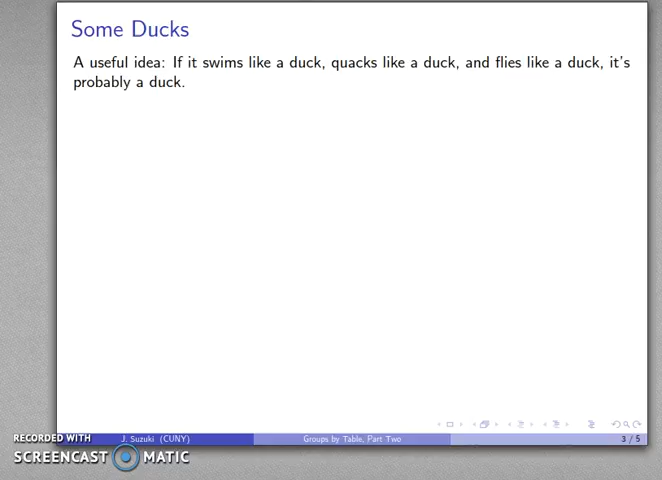 Some Ducks
A useful idea: If it swims like a duck, quacks like a duck, and flies like a duck, it's
probably a duck.
J. Suzuki (CUNY) Groups by Table, Part Two 3 / 5
RECORDED WITH
SCREENCAST MATIC